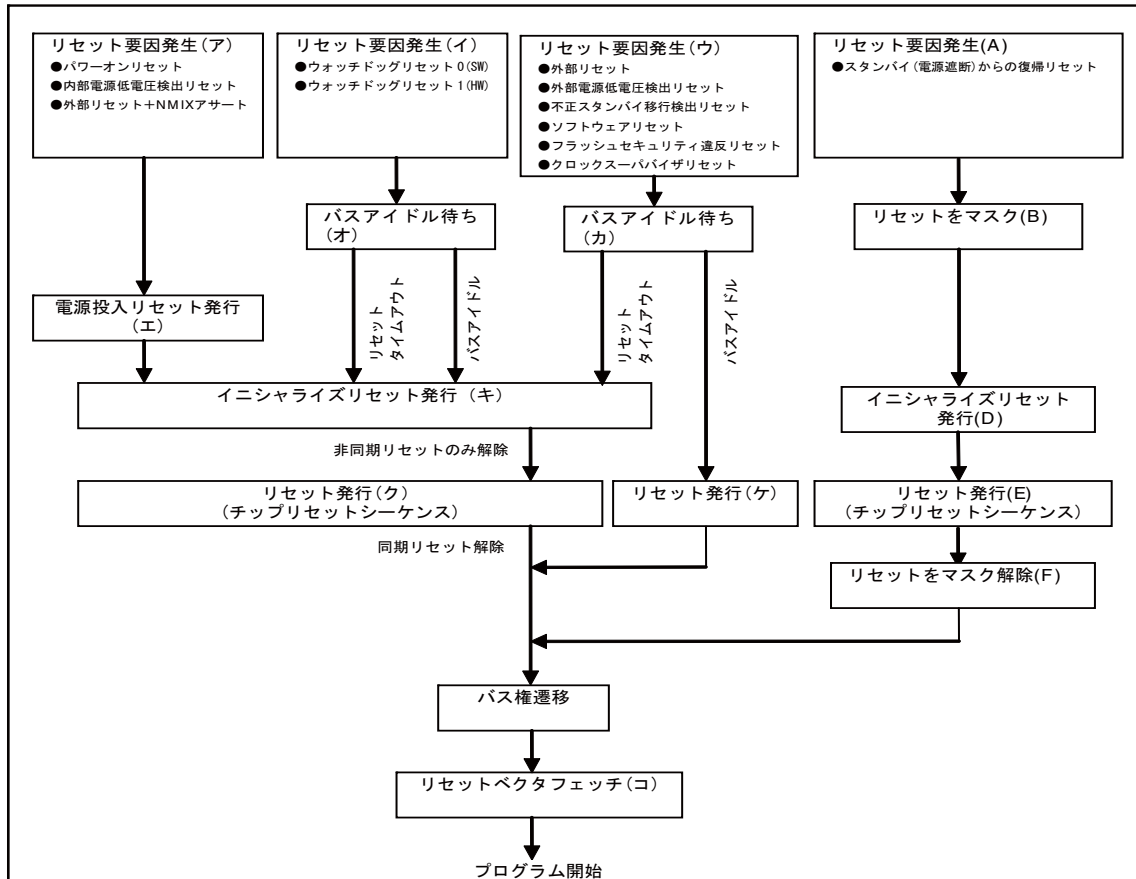 リセット要因発生(ア)
●パワーオンリセット
●内部電源低電圧検出リセット
●外部リセット+NMIXアサート
リセット要因発生(イ)
●ウォッチドッグリセット0(SW)
●ウォッチドッグリセット1(HW)
リセット要因発生(ウ)
●外部リセット
●外部電源低電圧検出リセット
●不正スタンバイ移行検出リセット
●ソフトウェアリセット
●フラッシュセキュリティ違反リセット
●クロックスーパバイザリセット
リセット要因発生(A)
●スタンバイ(電源遮断)からの復帰リセット
バスアイドル待ち
(オ)
バスアイドル待ち
(カ)
リセットをマスク(B)
電源投入リセット発行
(エ)
リセット
タイムアウト
バスアイドル
リセット
タイムアウト
バスアイドル
イニシャライズリセット発行 (キ)
イニシャライズリセット
発行(D)
非同期リセットのみ解除
リセット発行(ク)
(チップリセットシーケンス)
リセット発行(ケ)
リセット発行(E)
(チップリセットシーケンス)
同期リセット解除
リセットをマスク解除(F)
バス権遷移
リセットベクタフェッチ(コ)
プログラム開始